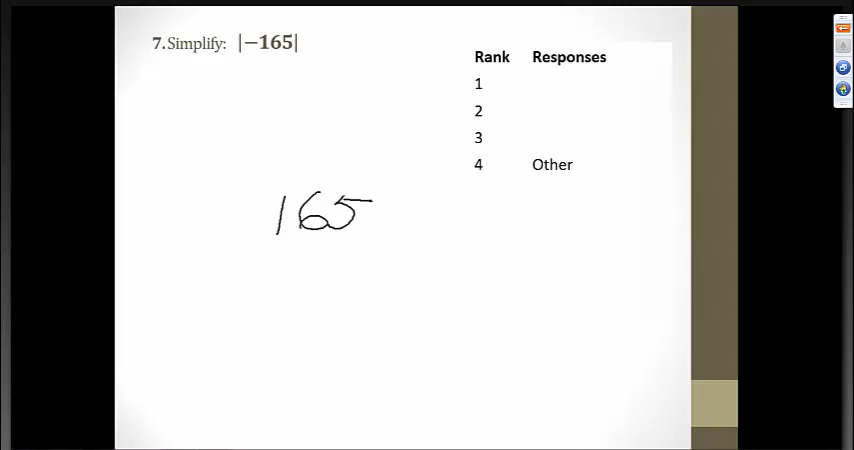 7. Simplify: |−165|
Rank Responses
1
2
3
4 Other
165